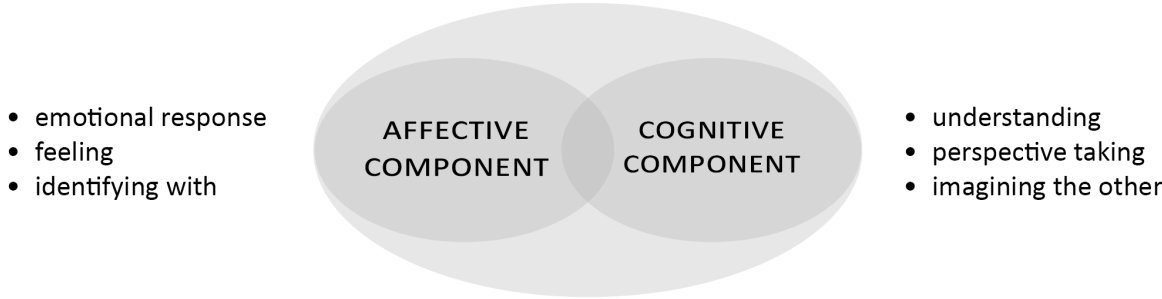 • emotional response
• feeling
• identifying with
AFFECTIVE
COMPONENT
COGNITIVE
COMPONENT
• understanding
• perspective taking
• imagining the other